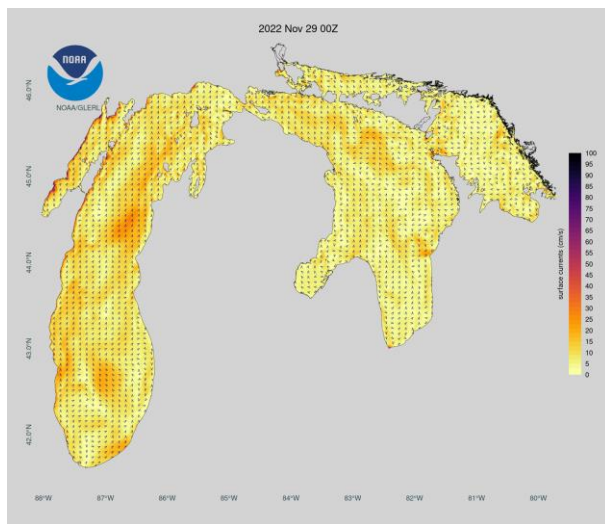 2022 Nov 29 00Z
NOAA
NOAA/GLERL
46.0°N
45.0°N
44.0°N
43.0°N
42.0°N
100
95
90
85
80
75
70
65
60
55
50
45
40
35
30
25
20
15
10
5
0
surface currents (cm/s)
88°W 87°W 86°W 85°W 84°W 83°W 82°W 81°W 80°W